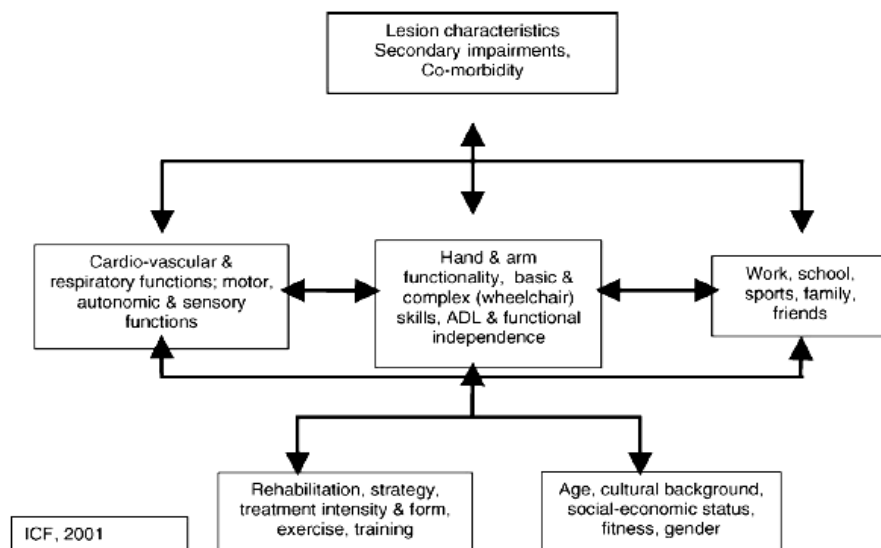 Lesion characteristics
Secondary impairments,
Co-morbidity
Cardio-vascular &
respiratory functions; motor,
autonomic & sensory
functions
Hand & arm
functionality, basic &
complex (wheelchair)
skills, ADL & functional
independence
Work, school,
sports, family,
friends
Rehabilitation, strategy,
treatment intensity & form,
exercise, training
Age, cultural background,
social-economic status,
fitness, gender
ICF, 2001